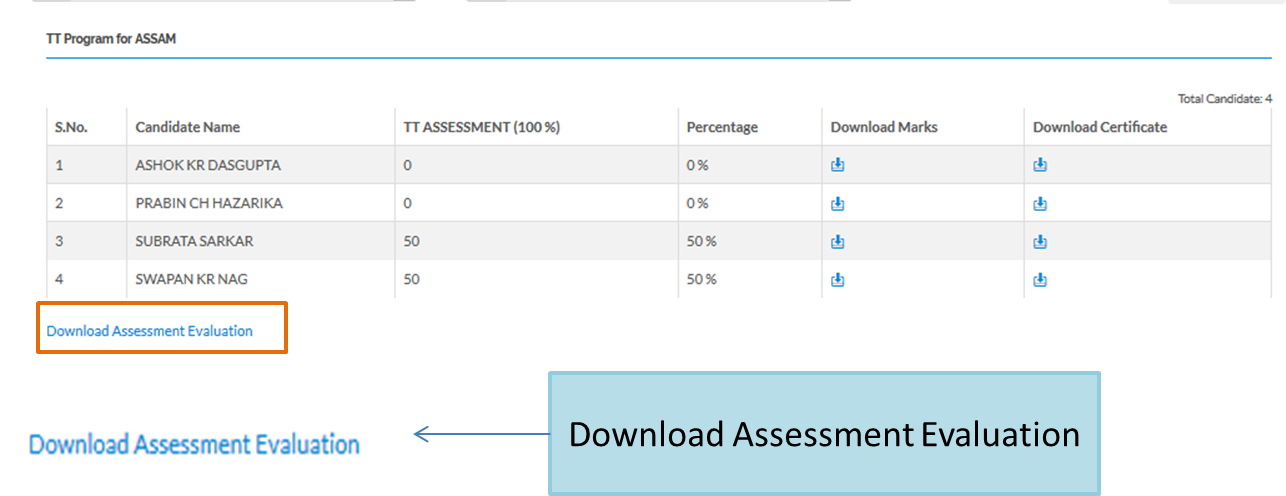 TT Program for ASSAM
Total Candidate: 4
S.No. Candidate Name TT ASSESSMENT (100 %) Percentage Download Marks Download Certificate
1 ASHOK KR DASGUPTA 0 0 %
2 PRABIN CH HAZARIKA 0 0 %
3 SUBRATA SARKAR 50 50 %
4 SWAPAN KR NAG 50 50 %
Download Assessment Evaluation
Download Assessment Evaluation
Download Assessment Evaluation